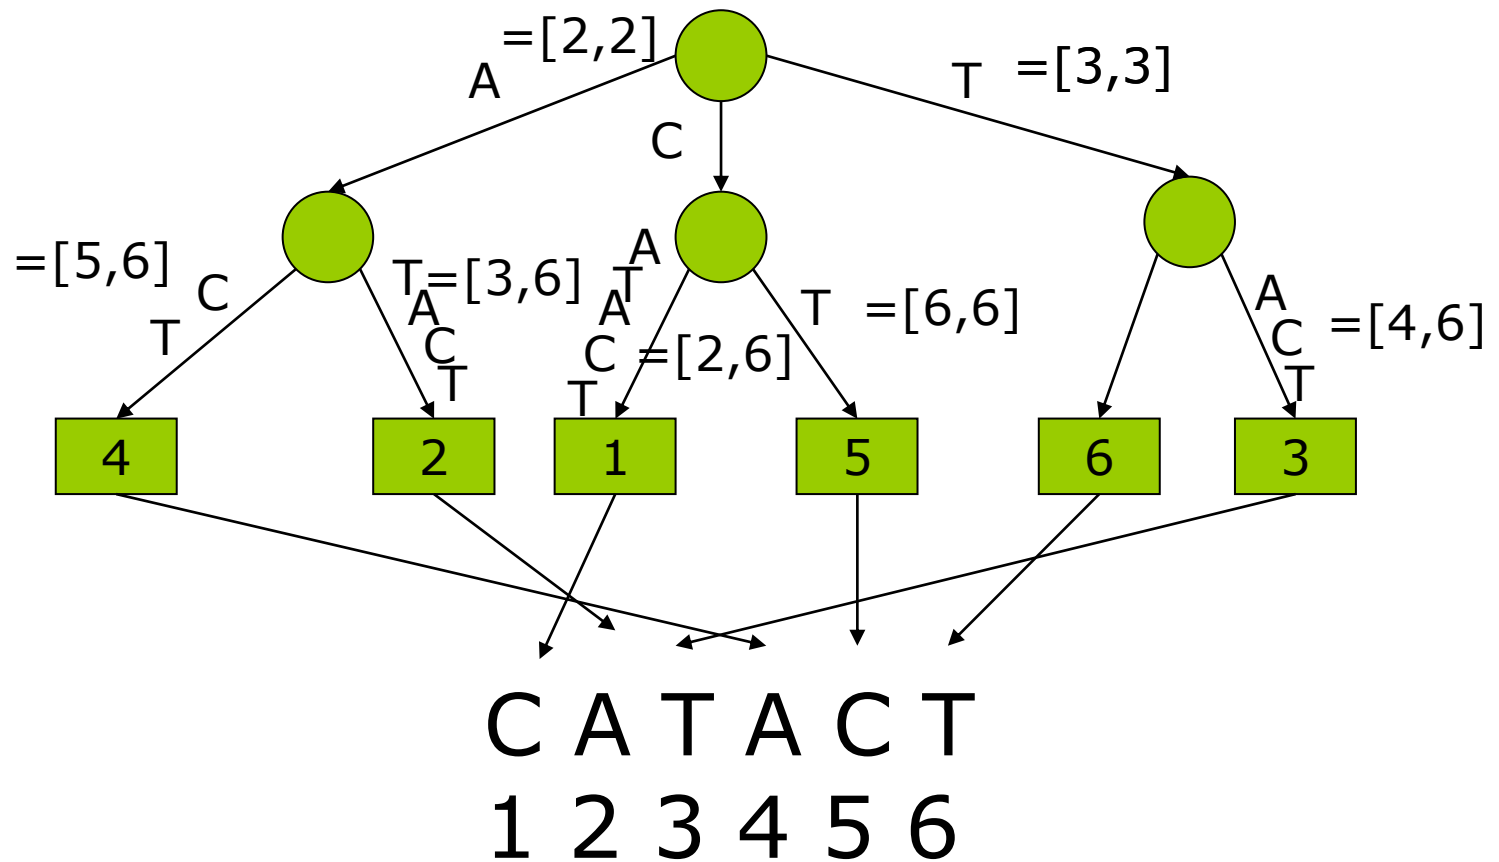 A =[2,2]
T =[3,3]
C
=[5,6]
C
T
T=[3,6]
A
C
T
A
T
A
C =[2,6]
T
T =[6,6]
A
C =[4,6]
T
4 2 1 5 6 3
C A T A C T
1 2 3 4 5 6